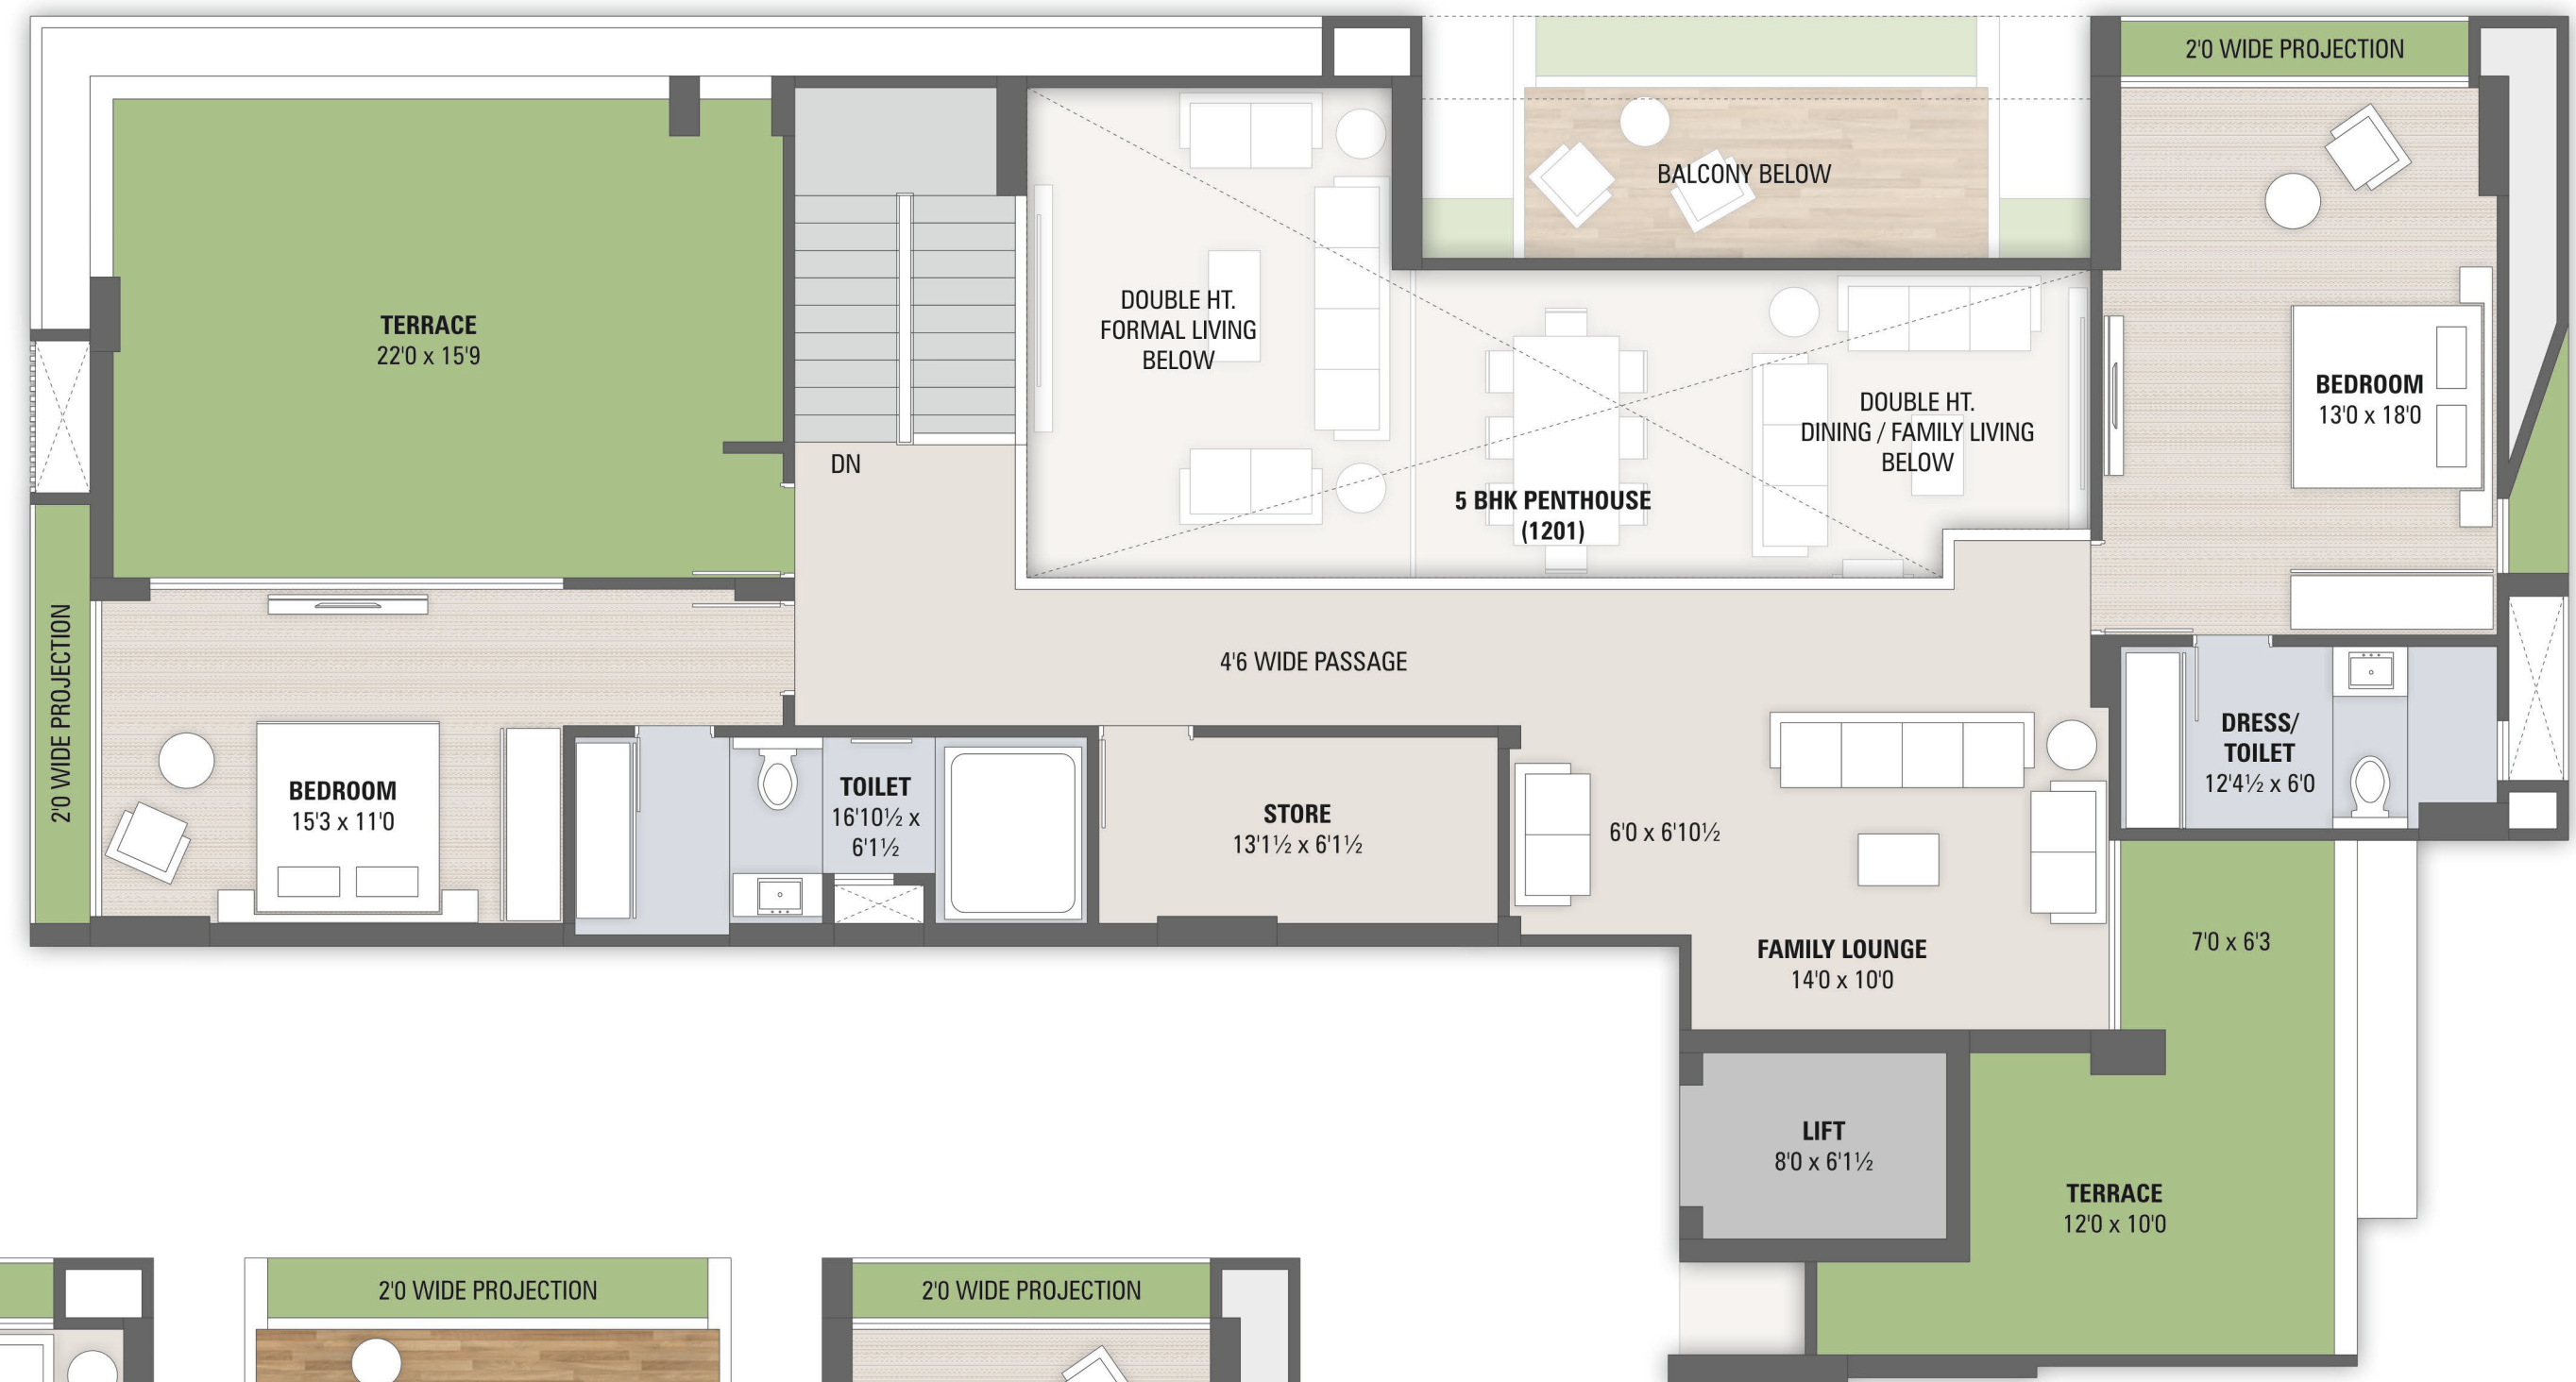 2'0 WIDE PROJECTION
BALCONY BELOW
TERRACE
22'0 x 15'9
DOUBLE HT.
FORMAL LIVING
BELOW
DOUBLE HT.
DINING / FAMILY LIVING
BELOW
BEDROOM
13'0 x 18'0
DN
5 BHK PENTHOUSE
(1201)
2'0 WIDE PROJECTION
4'6 WIDE PASSAGE
BEDROOM
15'3 x 11'0
TOILET
16'10½ x
6'1½
STORE
13'1½ x 6'1½
6'0 x 6'10½
DRESS/
TOILET
12'4½ x 6'0
FAMILY LOUNGE
14'0 x 10'0
7'0 x 6'3
LIFT
8'0 x 6'1½
TERRACE
12'0 x 10'0
2'0 WIDE PROJECTION
2'0 WIDE PROJECTION